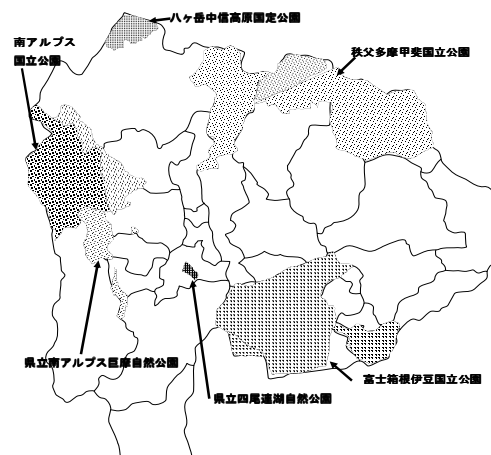 八ヶ岳中信高原国定公園
南アルプス
国立公園
秩父多摩甲斐国立公園
県立南アルプス巨摩自然公園
富士箱根伊豆国立公園
県立四尾連湖自然公園